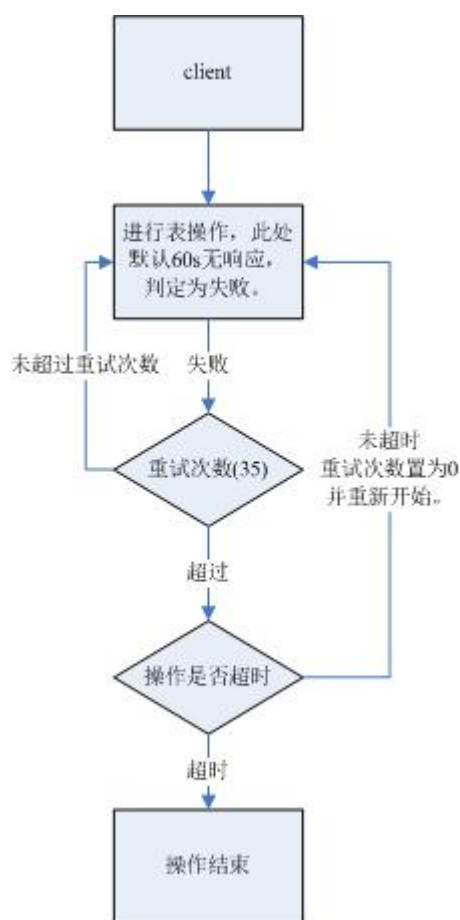 client
进行表操作，此处
默认60s无响应，
判定为失败。
未超过重试次数
失败
重试次数(35)
未超时
重试次数置为0
并重新开始。
超过
操作是否超时
超时
操作结束